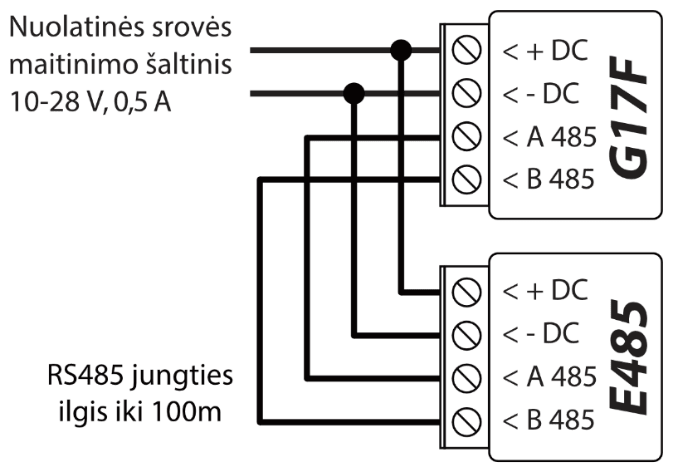 Nuolatinės srovės
maitinimo šaltinis
10-28 V, 0,5 A
< + DC
< - DC
< A 485
< B 485
G17F
< + DC
< - DC
< A 485
< B 485
E485
RS485 jungties
ilgis iki 100m